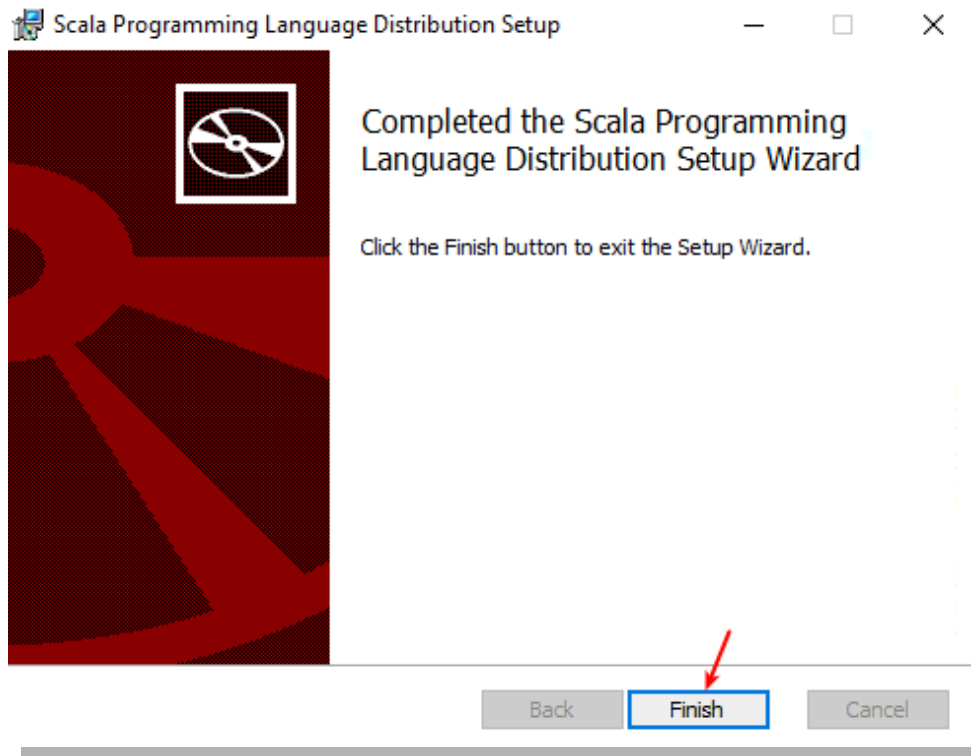 Scala Programming Language Distribution Setup
Completed the Scala Programming
Language Distribution Setup Wizard
Click the Finish button to exit the Setup Wizard.
Back
Finish
Cancel